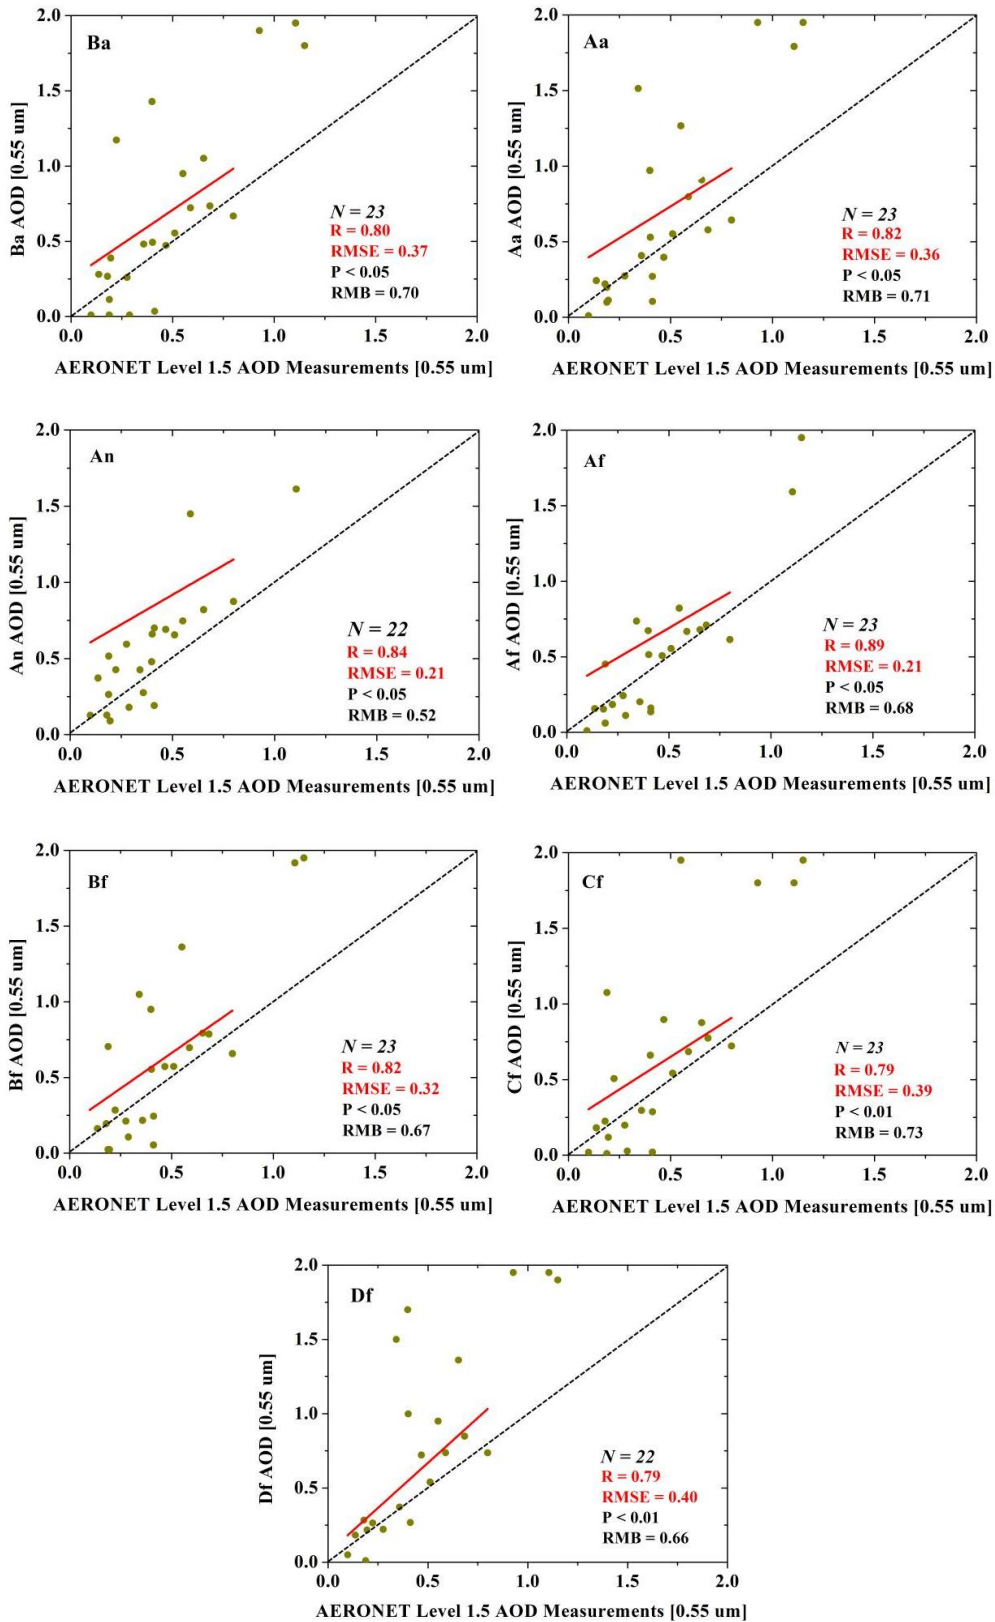 Ba
2.0
1.5
1.0
0.5
0.0
Ba AOD [0.55 um]
N = 23
R = 0.80
RMSE = 0.37
P < 0.05
RMB = 0.70
0.0 0.5 1.0 1.5 2.0
AERONET Level 1.5 AOD Measurements [0.55 um]
Aa
2.0
1.5
1.0
0.5
0.0
Aa AOD [0.55 um]
N = 23
R = 0.82
RMSE = 0.36
P < 0.05
RMB = 0.71
0.0 0.5 1.0 1.5 2.0
AERONET Level 1.5 AOD Measurements [0.55 um]
An
2.0
1.5
1.0
0.5
0.0
An AOD [0.55 um]
N = 22
R = 0.84
RMSE = 0.21
P < 0.05
RMB = 0.52
0.0 0.5 1.0 1.5 2.0
AERONET Level 1.5 AOD Measurements [0.55 um]
Af
2.0
1.5
1.0
0.5
0.0
Af AOD [0.55 um]
N = 23
R = 0.89
RMSE = 0.21
P < 0.05
RMB = 0.68
0.0 0.5 1.0 1.5 2.0
AERONET Level 1.5 AOD Measurements [0.55 um]
Bf
2.0
1.5
1.0
0.5
0.0
Bf AOD [0.55 um]
N = 23
R = 0.82
RMSE = 0.32
P < 0.05
RMB = 0.67
0.0 0.5 1.0 1.5 2.0
AERONET Level 1.5 AOD Measurements [0.55 um]
Cf
2.0
1.5
1.0
0.5
0.0
Cf AOD [0.55 um]
N = 23
R = 0.79
RMSE = 0.39
P < 0.01
RMB = 0.73
0.0 0.5 1.0 1.5 2.0
AERONET Level 1.5 AOD Measurements [0.55 um]
Df
2.0
1.5
1.0
0.5
0.0
Df AOD [0.55 um]
N = 22
R = 0.79
RMSE = 0.40
P < 0.01
RMB = 0.66
0.0 0.5 1.0 1.5 2.0
AERONET Level 1.5 AOD Measurements [0.55 um]